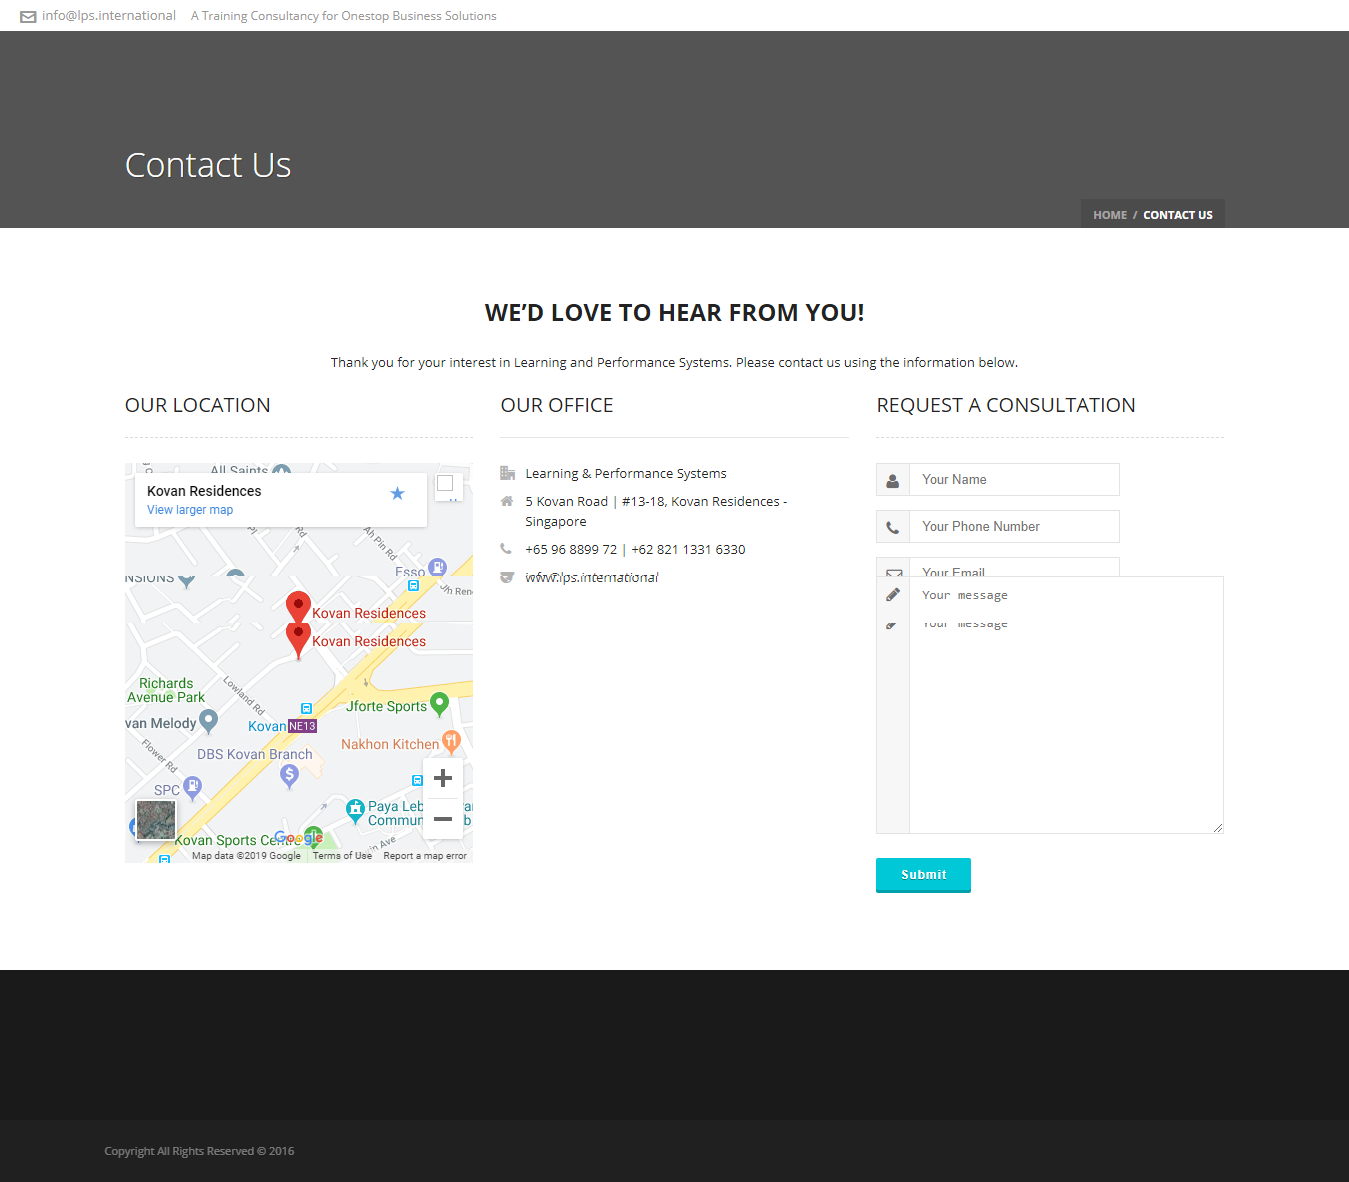 info@lps.international A Training Consultancy for Onestop Business Solutions
Contact Us
HOME / CONTACT US
WE’D LOVE TO HEAR FROM YOU!
Thank you for your interest in Learning and Performance Systems. Please contact us using the information below.
OUR LOCATION
All Saints
Kovan Residences
View larger map
Ah Pin Rd
Esso
Jh Ren
NSIONS
Kovan Residences
Kovan Residences
Richards
Avenue Park
Lowland Rd
Jforte Sports
van Melody
Kovan NE13
Flower Rd
DBS Kovan Branch
Nakhon Kitchen
SPC
Paya Leb
Commun
Kovan Sports Centre
Google
Map data ©2019 Google Terms of Use Report a map error
OUR OFFICE
Learning & Performance Systems
5 Kovan Road | #13-18, Kovan Residences -
Singapore
+65 96 8899 72 | +62 821 1331 6330
REQUEST A CONSULTATION
Your Name
Your Phone Number
Your Email
Your message
Your message
Submit
Copyright All Rights Reserved © 2016